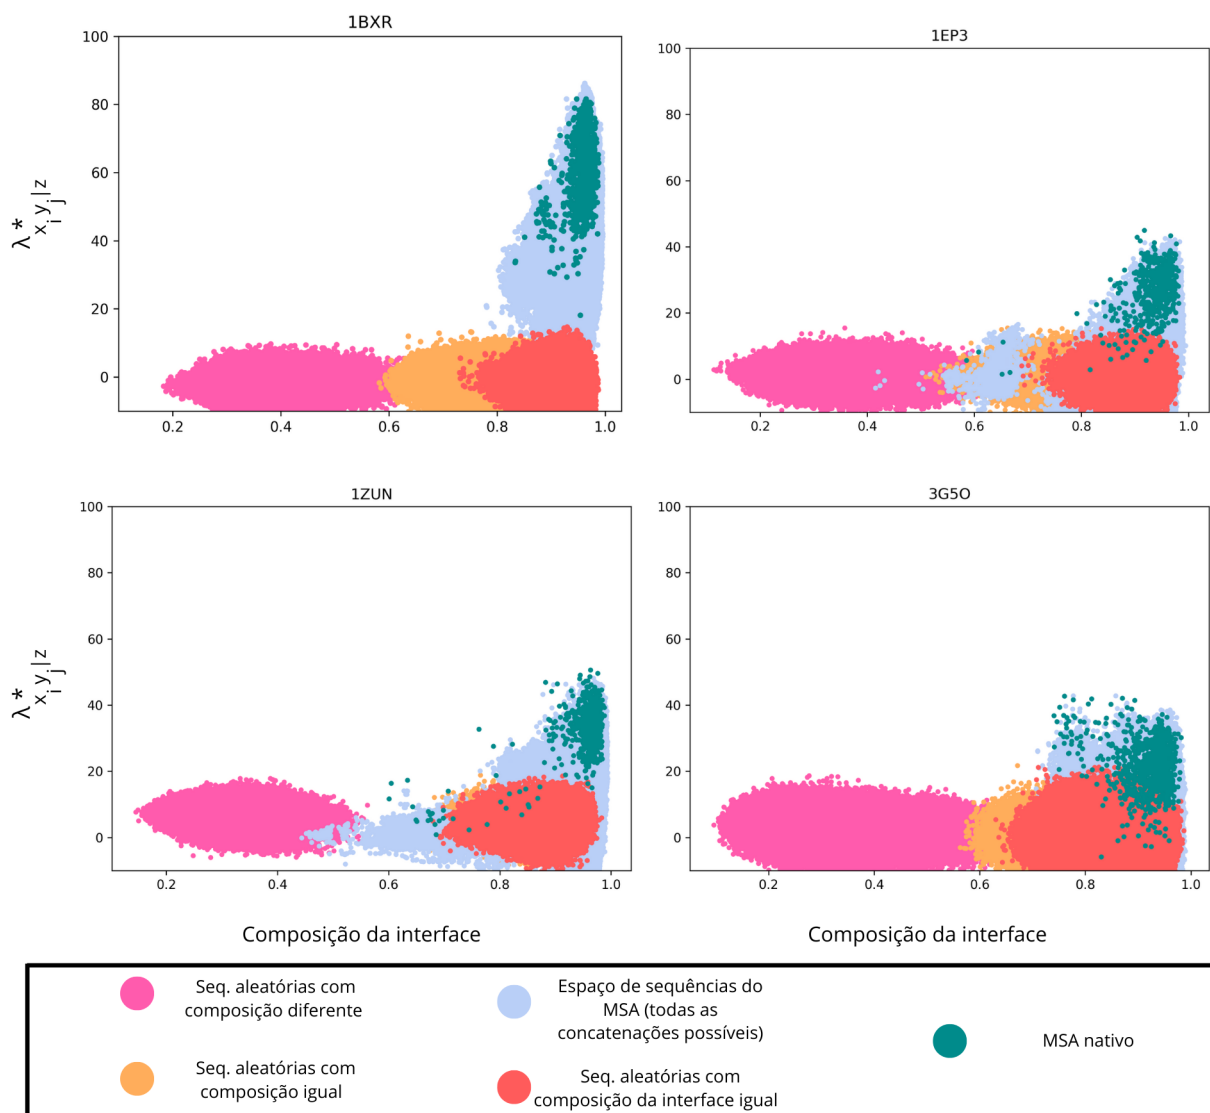 1BXR
100
80
60
40
20
0
0.2 0.4 0.6 0.8 1.0
λ* x_i y_j|z
1EP3
100
80
60
40
20
0
0.2 0.4 0.6 0.8 1.0
1ZUN
100
80
60
40
20
0
0.2 0.4 0.6 0.8 1.0
λ* x_i y_j|z
3G5O
100
80
60
40
20
0
0.2 0.4 0.6 0.8 1.0
Composição da interface
Composição da interface
Seq. aleatórias com
composição diferente
Seq. aleatórias com
composição igual
Espaço de sequências do
MSA (todas as
concatenações possíveis)
Seq. aleatórias com
composição da interface igual
MSA nativo